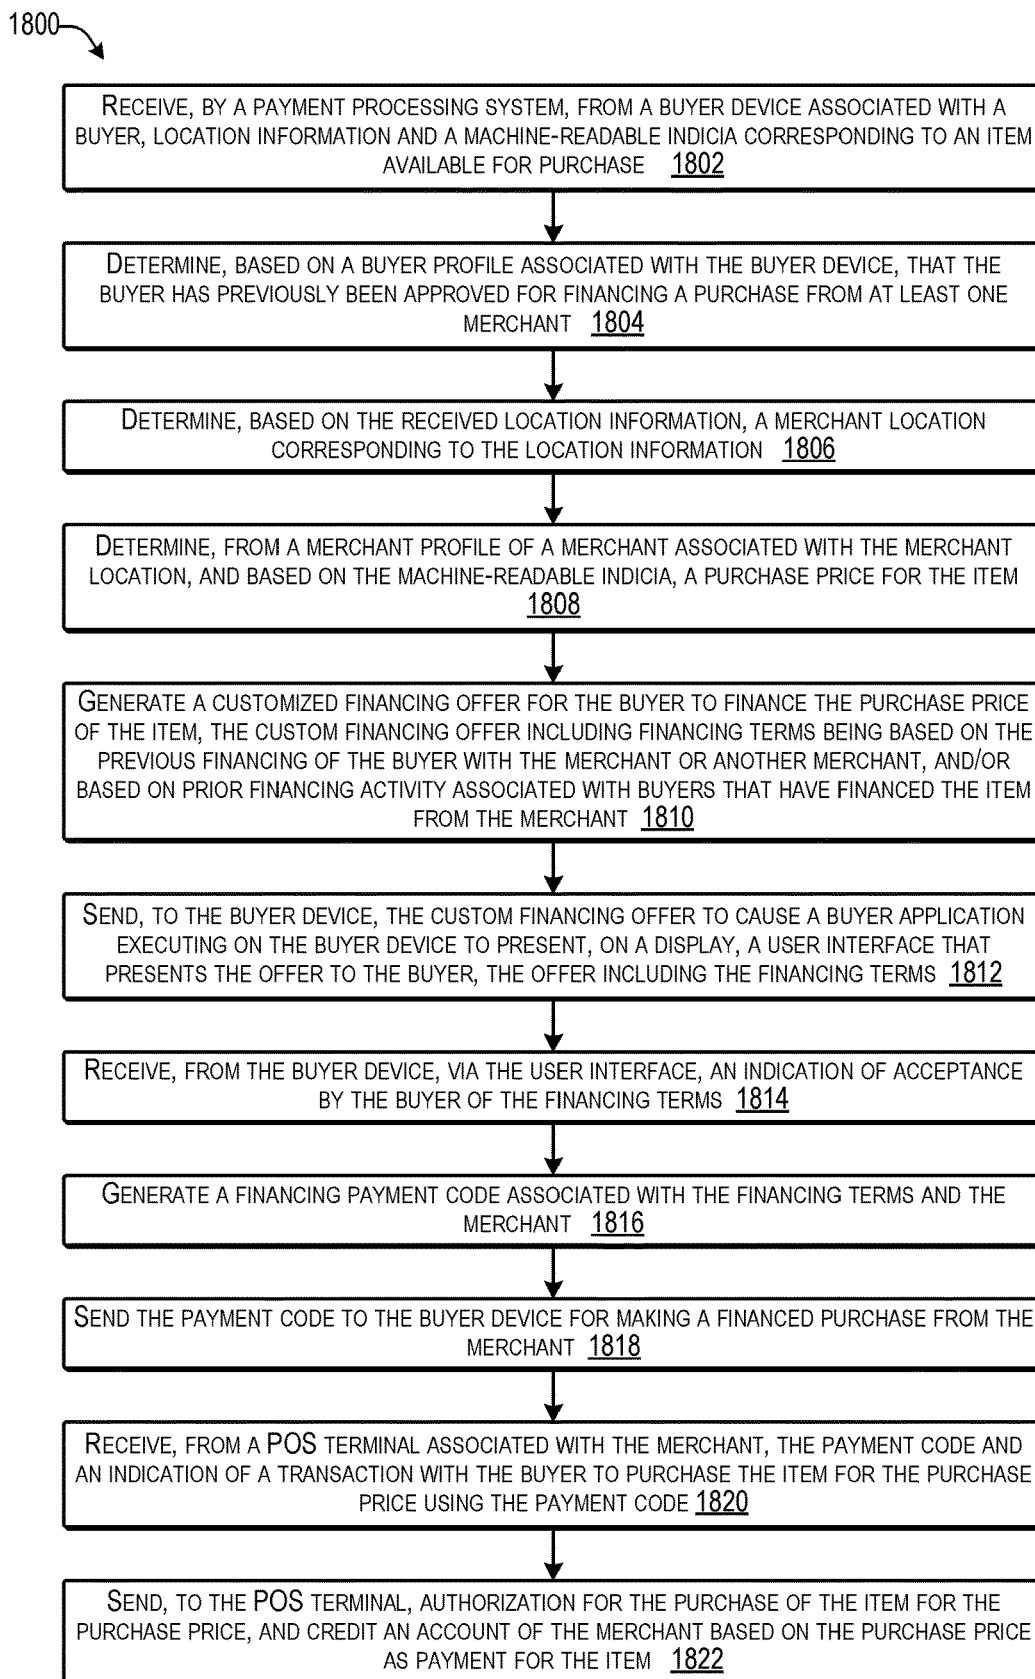 1800
RECEIVE, BY A PAYMENT PROCESSING SYSTEM, FROM A BUYER DEVICE ASSOCIATED WITH A
BUYER, LOCATION INFORMATION AND A MACHINE-READABLE INDICIA CORRESPONDING TO AN ITEM
AVAILABLE FOR PURCHASE 1802
DETERMINE, BASED ON A BUYER PROFILE ASSOCIATED WITH THE BUYER DEVICE, THAT THE
BUYER HAS PREVIOUSLY BEEN APPROVED FOR FINANCING A PURCHASE FROM AT LEAST ONE
MERCHANT 1804
DETERMINE, BASED ON THE RECEIVED LOCATION INFORMATION, A MERCHANT LOCATION
CORRESPONDING TO THE LOCATION INFORMATION 1806
DETERMINE, FROM A MERCHANT PROFILE OF A MERCHANT ASSOCIATED WITH THE MERCHANT
LOCATION, AND BASED ON THE MACHINE-READABLE INDICIA, A PURCHASE PRICE FOR THE ITEM
1808
GENERATE A CUSTOMIZED FINANCING OFFER FOR THE BUYER TO FINANCE THE PURCHASE PRICE
OF THE ITEM, THE CUSTOM FINANCING OFFER INCLUDING FINANCING TERMS BEING BASED ON THE
PREVIOUS FINANCING OF THE BUYER WITH THE MERCHANT OR ANOTHER MERCHANT, AND/OR
BASED ON PRIOR FINANCING ACTIVITY ASSOCIATED WITH BUYERS THAT HAVE FINANCED THE ITEM
FROM THE MERCHANT 1810
SEND, TO THE BUYER DEVICE, THE CUSTOM FINANCING OFFER TO CAUSE A BUYER APPLICATION
EXECUTING ON THE BUYER DEVICE TO PRESENT, ON A DISPLAY, A USER INTERFACE THAT
PRESENTS THE OFFER TO THE BUYER, THE OFFER INCLUDING THE FINANCING TERMS 1812
RECEIVE, FROM THE BUYER DEVICE, VIA THE USER INTERFACE, AN INDICATION OF ACCEPTANCE
BY THE BUYER OF THE FINANCING TERMS 1814
GENERATE A FINANCING PAYMENT CODE ASSOCIATED WITH THE FINANCING TERMS AND THE
MERCHANT 1816
SEND THE PAYMENT CODE TO THE BUYER DEVICE FOR MAKING A FINANCED PURCHASE FROM THE
MERCHANT 1818
RECEIVE, FROM A POS TERMINAL ASSOCIATED WITH THE MERCHANT, THE PAYMENT CODE AND
AN INDICATION OF A TRANSACTION WITH THE BUYER TO PURCHASE THE ITEM FOR THE PURCHASE
PRICE USING THE PAYMENT CODE 1820
SEND, TO THE POS TERMINAL, AUTHORIZATION FOR THE PURCHASE OF THE ITEM FOR THE
PURCHASE PRICE, AND CREDIT AN ACCOUNT OF THE MERCHANT BASED ON THE PURCHASE PRICE
AS PAYMENT FOR THE ITEM 1822